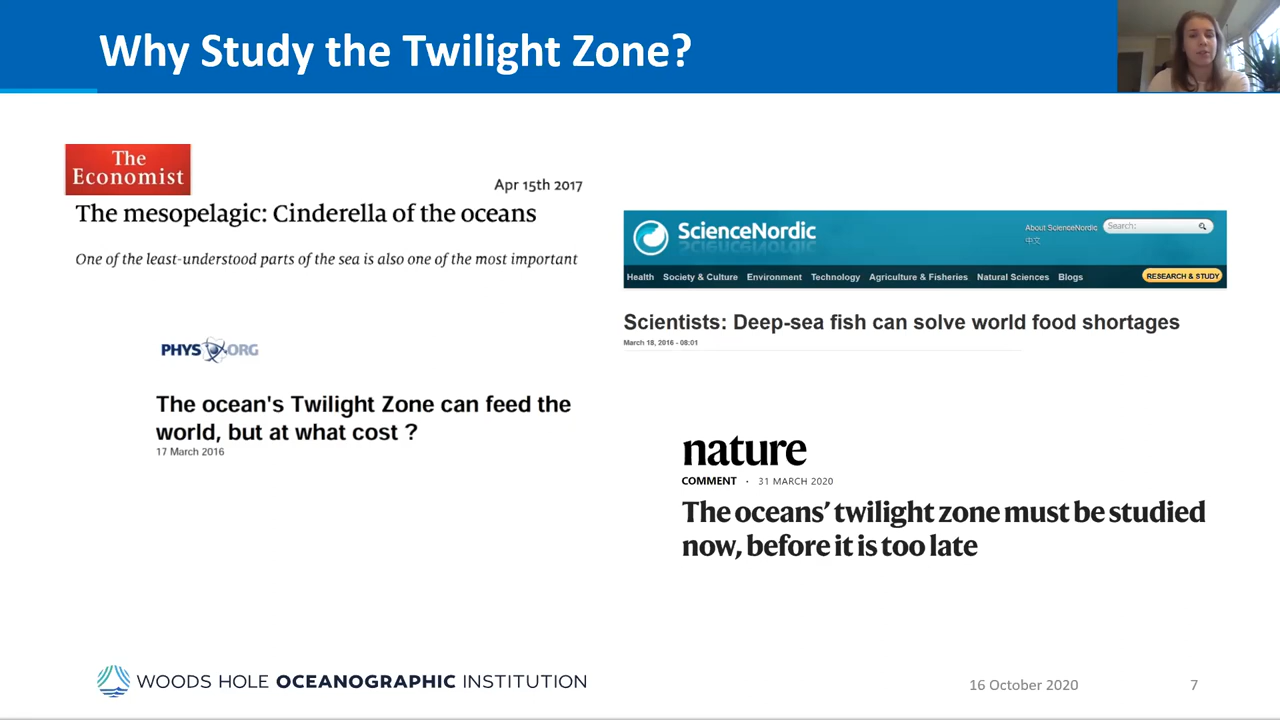 Why Study the Twilight Zone?
The
Economist
Apr 15th 2017
The mesopelagic: Cinderella of the oceans
One of the least-understood parts of the sea is also one of the most important
PHYS ORG
The ocean's Twilight Zone can feed the
world, but at what cost ?
17 March 2016
ScienceNordic
About ScienceNordic
中文
Search:
Health Society & Culture Environment Technology Agriculture & Fisheries Natural Sciences Blogs RESEARCH & STUDY
Scientists: Deep-sea fish can solve world food shortages
March 18, 2016 - 08:01
nature
COMMENT · 31 MARCH 2020
The oceans’ twilight zone must be studied
now, before it is too late
WOODS HOLE OCEANOGRAPHIC INSTITUTION
16 October 2020
7